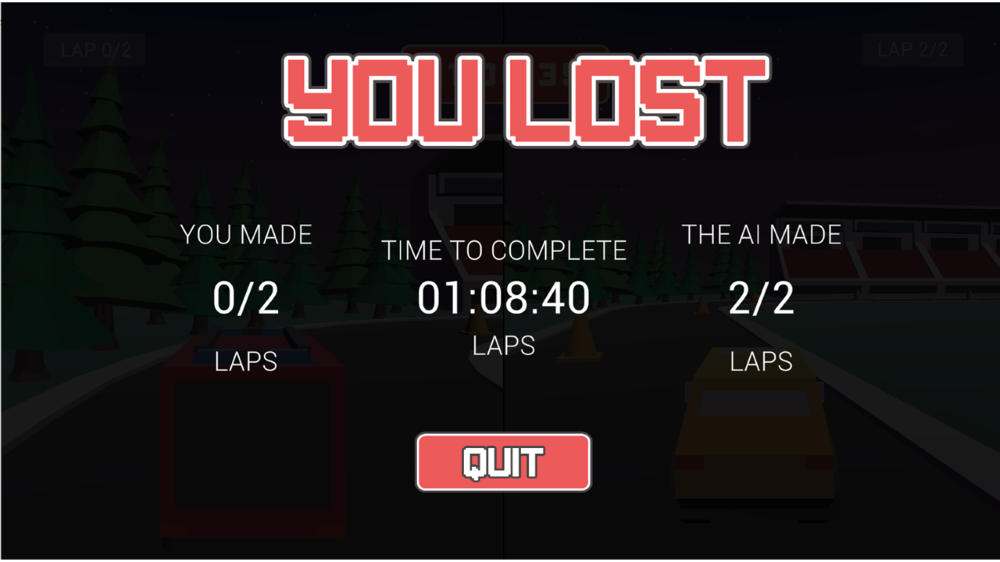 LAP 0/2
LAP 2/2
YOU LOST
YOU MADE
TIME TO COMPLETE
THE AI MADE
0/2
01:08:40
2/2
LAPS
LAPS
LAPS
QUIT